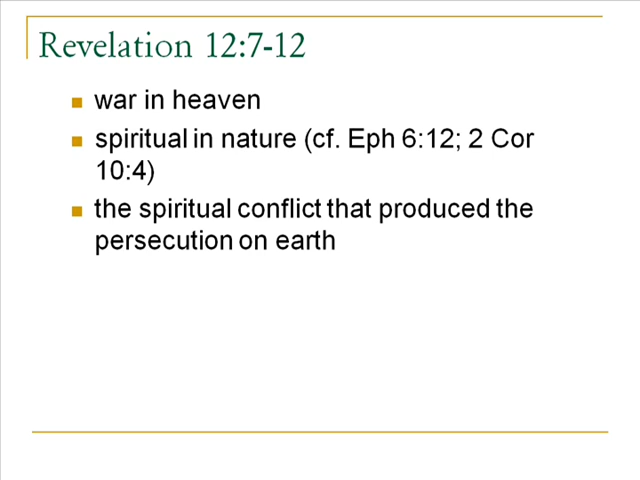 Revelation 12:7-12
war in heaven
spiritual in nature (cf. Eph 6:12; 2 Cor
10:4)
the spiritual conflict that produced the
persecution on earth